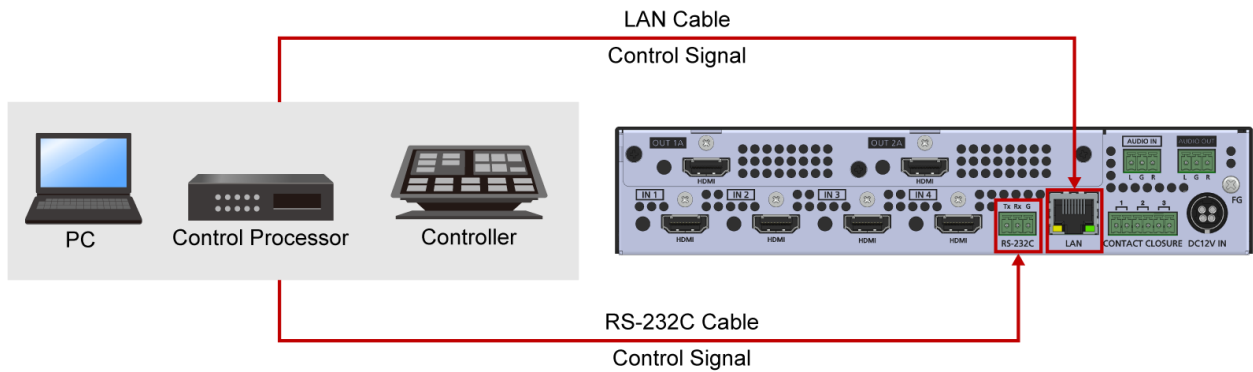 LAN Cable
Control Signal
PC
Control Processor
Controller
OUT 1A
OUT 2A
HDMI
HDMI
AUDIO IN
AUDIO OUT
L G R
L G R
IN 1
IN 2
IN 3
IN 4
HDMI
HDMI
HDMI
HDMI
Tx Rx G
RS-232C
LAN
1 2 3
CONTACT CLOSURE
DC12V IN
FG
RS-232C Cable
Control Signal